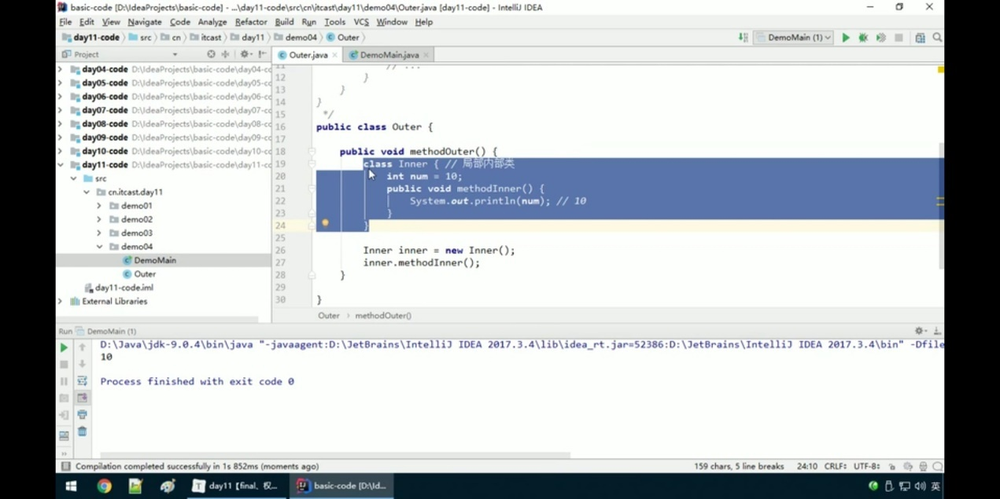 basic-code [D:\IdeaProjects\basic-code] - ...\day11-code\src\cn\itcast\day11\demo04\Outer.java [day11-code] - IntelliJ IDEA
File Edit View Navigate Code Analyze Refactor Build Run Tools VCS Window Help
day11-code src cn itcast day11 demo04 Outer
DemoMain (1)
Project
Outer.java DemoMain.java
day04-code D:\IdeaProjects\basic-code\day04-cc
day05-code D:\IdeaProjects\basic-code\day05-cc
day06-code D:\IdeaProjects\basic-code\day06-cc
day07-code D:\IdeaProjects\basic-code\day07-cc
day08-code D:\IdeaProjects\basic-code\day08-cc
day09-code D:\IdeaProjects\basic-code\day09-cc
day10-code D:\IdeaProjects\basic-code\day10-cc
day11-code D:\IdeaProjects\basic-code\day11-cc
src
cn.itcast.day11
demo01
demo02
demo03
demo04
DemoMain
Outer
day11-code.iml
External Libraries
11 // ...
12 }
13 }
14 }
15 */
16 public class Outer {
17
18 public void methodOuter() {
19 class Inner { // 局部内部类
20 int num = 10;
21 public void methodInner() {
22 System.out.println(num); // 10
23 }
24 }
25
26 Inner inner = new Inner();
27 inner.methodInner();
28 }
29
30 }
Outer methodOuter()
Run DemoMain (1)
D:\Java\jdk-9.0.4\bin\java "-javaagent:D:\JetBrains\IntelliJ IDEA 2017.3.4\lib\idea_rt.jar=52386:D:\JetBrains\IntelliJ IDEA 2017.3.4\bin" -Dfile
10
Process finished with exit code 0
Compilation completed successfully in 1s 852ms (moments ago)
159 chars, 5 line breaks 24:10 CRLF: UTF-8:
day11【final、权... basic-code [D:\Id...
英